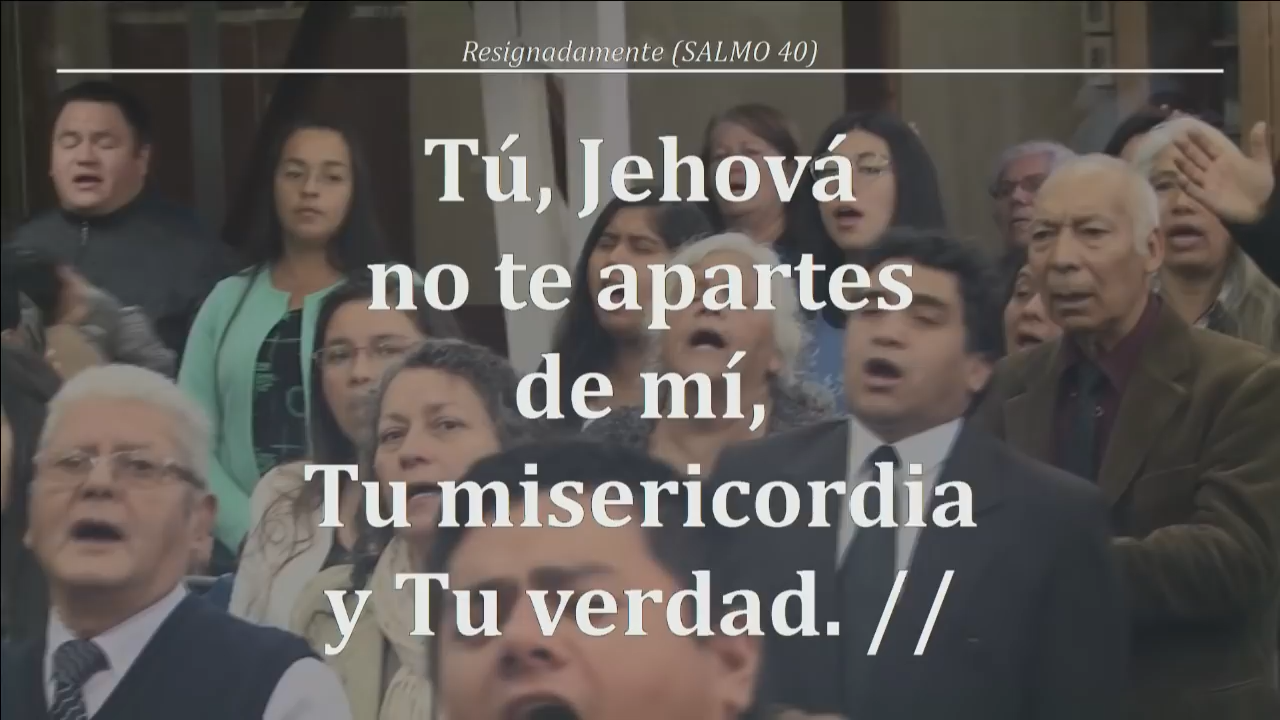 Resignadamente (SALMO 40)
Tú, Jehová
no te apartes
de mí,
Tu misericordia
y Tu verdad. //